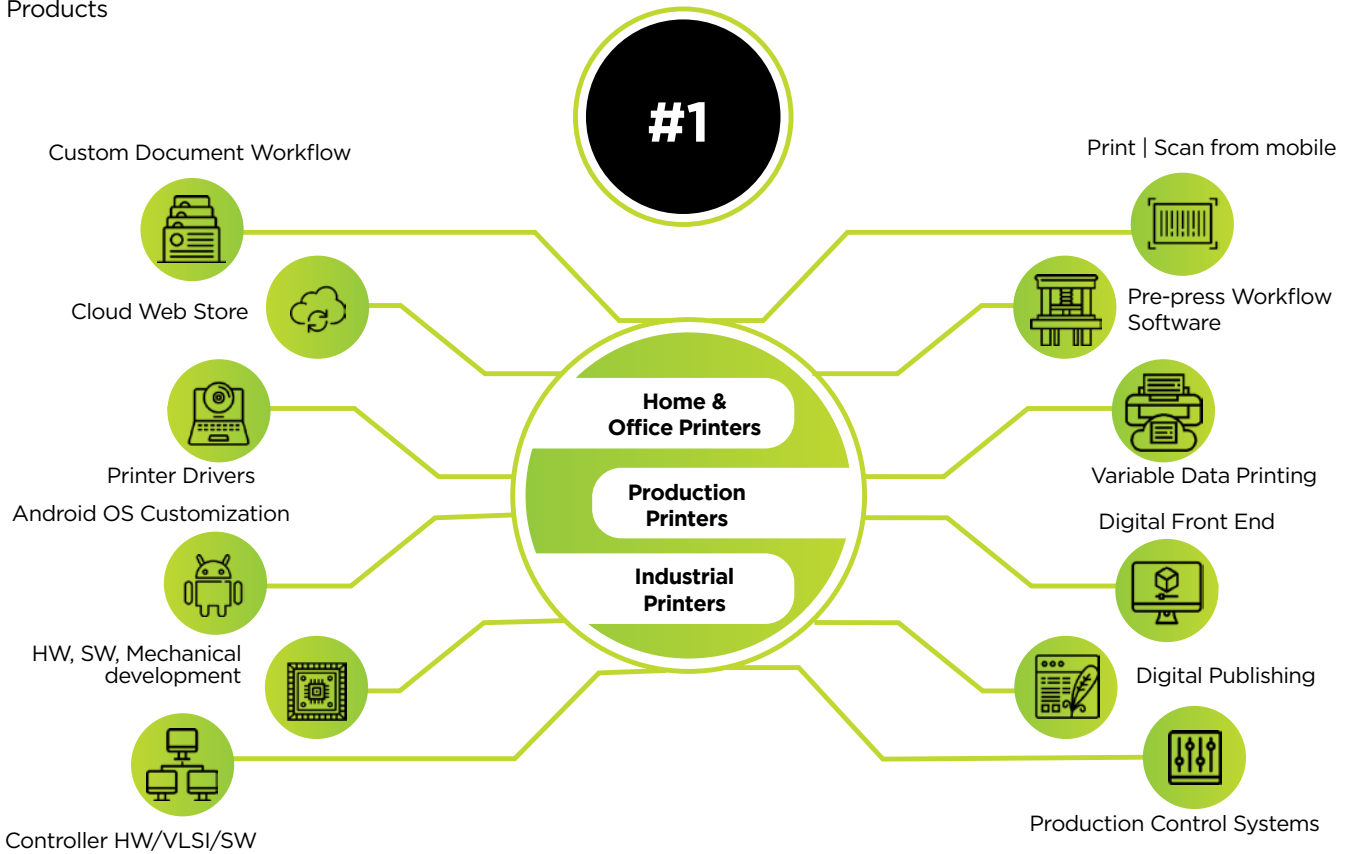 Products
#1
Custom Document Workflow
Cloud Web Store
Printer Drivers
Android OS Customization
HW, SW, Mechanical
development
Controller HW/VLSI/SW
Home &
Office Printers
Production
Printers
Industrial
Printers
Print | Scan from mobile
Pre-press Workflow
Software
Variable Data Printing
Digital Front End
Digital Publishing
Production Control Systems